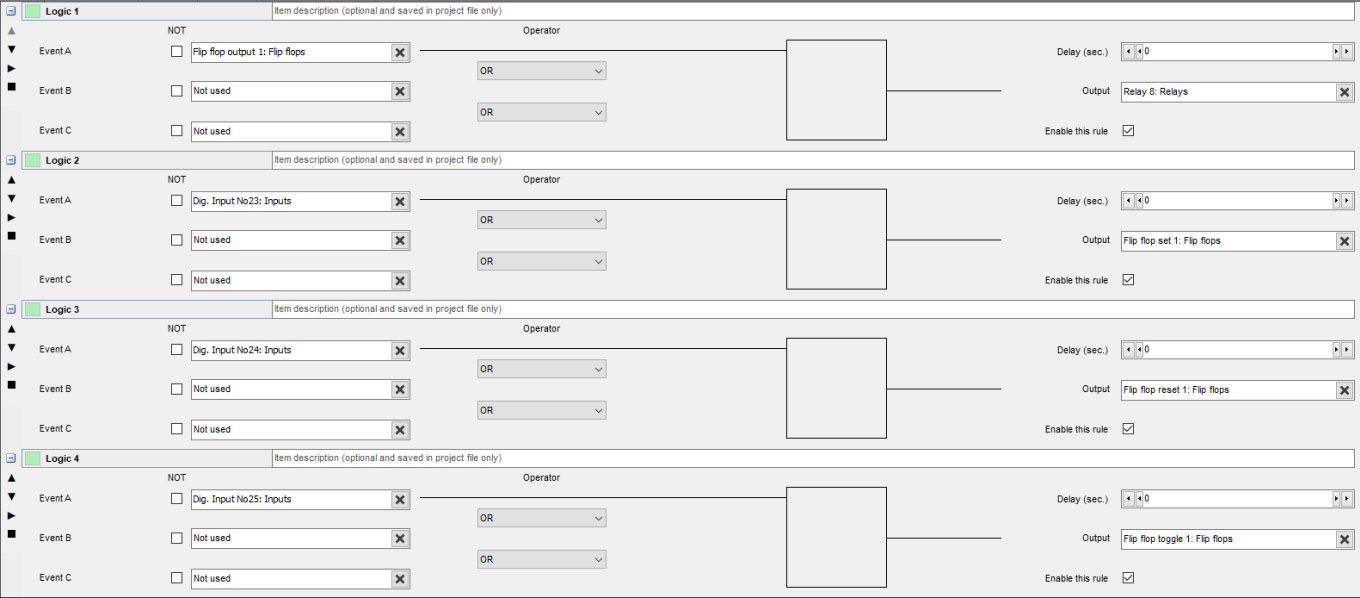 Logic 1 Item description (optional and saved in project file only)
NOT Operator
Event A Flip flop output 1: Flip flops Delay (sec.) 0
OR
Event B Not used Output Relay 8: Relays
OR
Event C Not used Enable this rule
Logic 2 Item description (optional and saved in project file only)
NOT Operator
Event A Dig. Input No23: Inputs Delay (sec.) 0
OR
Event B Not used Output Flip flop set 1: Flip flops
OR
Event C Not used Enable this rule
Logic 3 Item description (optional and saved in project file only)
NOT Operator
Event A Dig. Input No24: Inputs Delay (sec.) 0
OR
Event B Not used Output Flip flop reset 1: Flip flops
OR
Event C Not used Enable this rule
Logic 4 Item description (optional and saved in project file only)
NOT Operator
Event A Dig. Input No25: Inputs Delay (sec.) 0
OR
Event B Not used Output Flip flop toggle 1: Flip flops
OR
Event C Not used Enable this rule